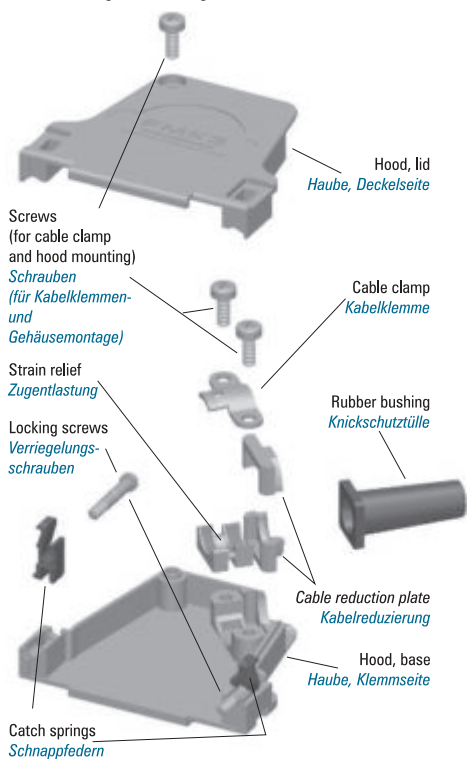 Hood, lid
Haube, Deckelseite
Screws
(for cable clamp
and hood mounting)
Schrauben
(für Kabelklemmen-
und
Gehäusemontage)
Cable clamp
Kabelklemme
Strain relief
Zugentlastung
Rubber bushing
Knickschutztülle
Locking screws
Verriegelungs-
schrauben
Cable reduction plate
Kabelreduzierung
Hood, base
Haube, Klemmseite
Catch springs
Schnappfedern